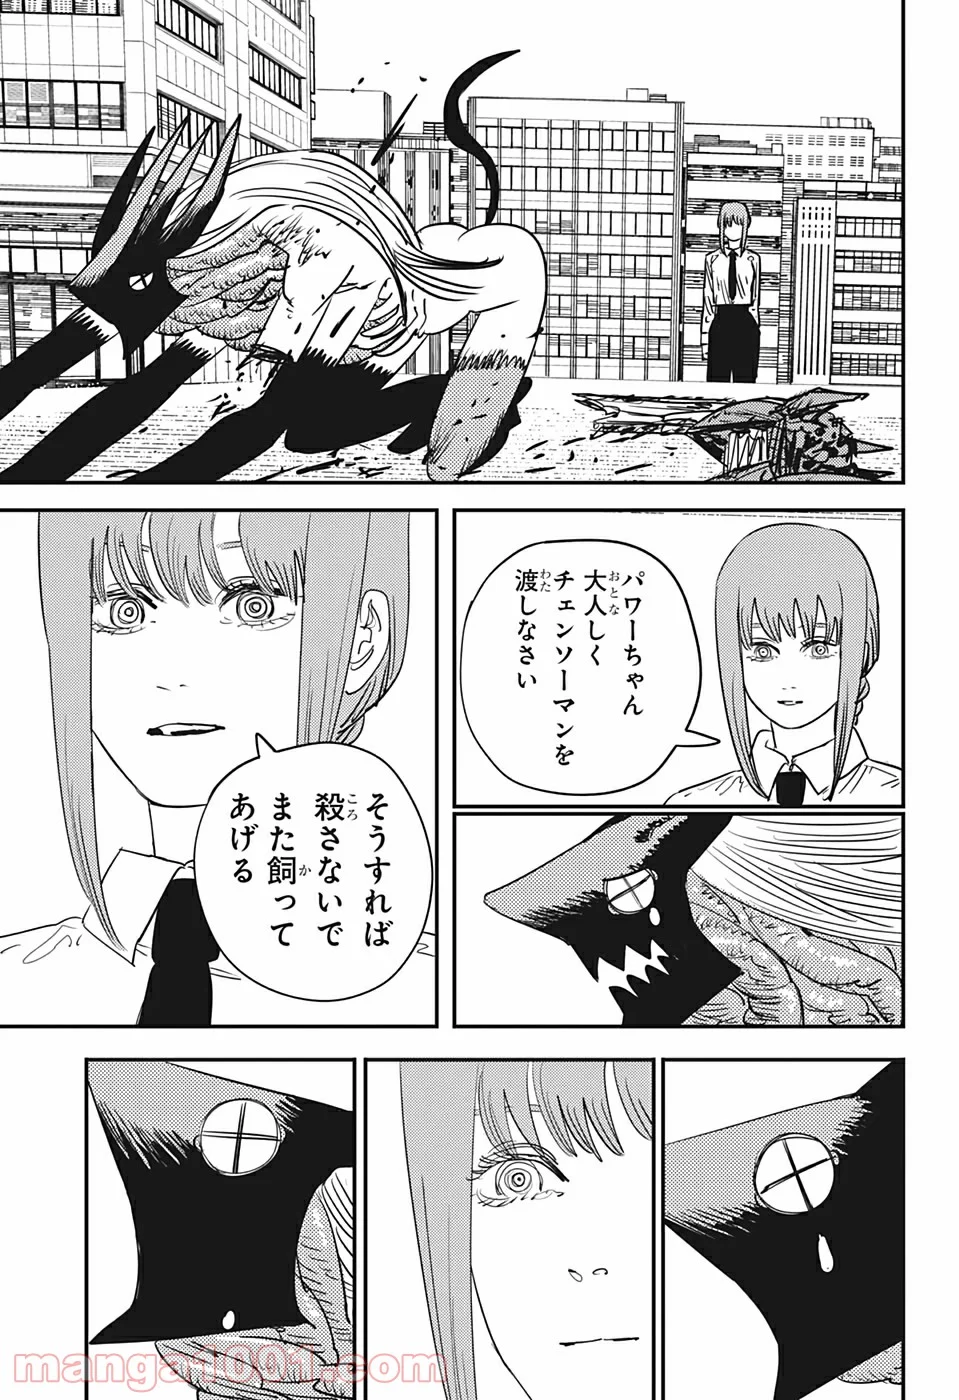 パワーちゃん
大人しく
チェンソーマンを
渡しなさい
そうすれば
殺さないで
また飼って
あげる
manga1001.com